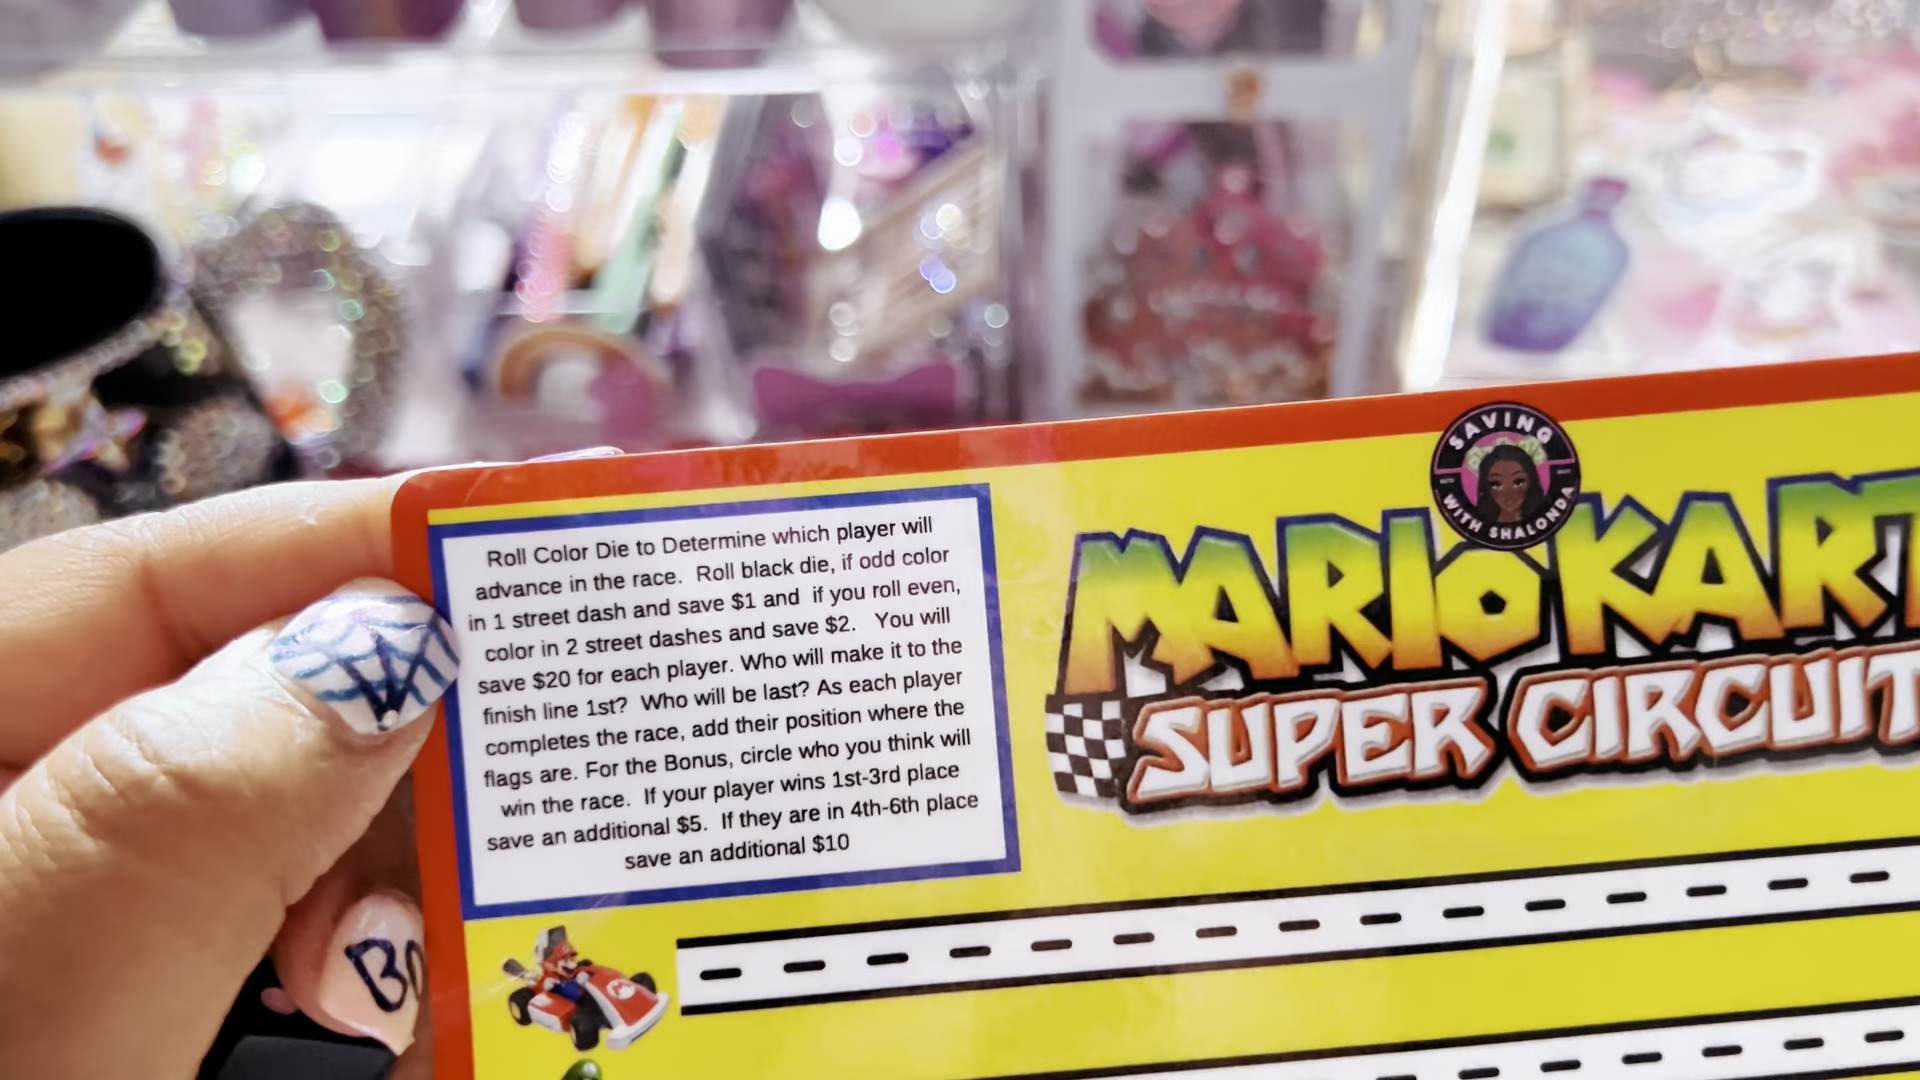 Roll Color Die to Determine which player will
advance in the race. Roll black die, if odd color
in 1 street dash and save $1 and if you roll even,
color in 2 street dashes and save $2. You will
save $20 for each player. Who will make it to the
finish line 1st? Who will be last? As each player
completes the race, add their position where the
flags are. For the Bonus, circle who you think will
win the race. If your player wins 1st-3rd place
save an additional $5. If they are in 4th-6th place
save an additional $10
SAVING
WITH SHALONDA
MARIO KART
SUPER CIRCUIT
M
BO